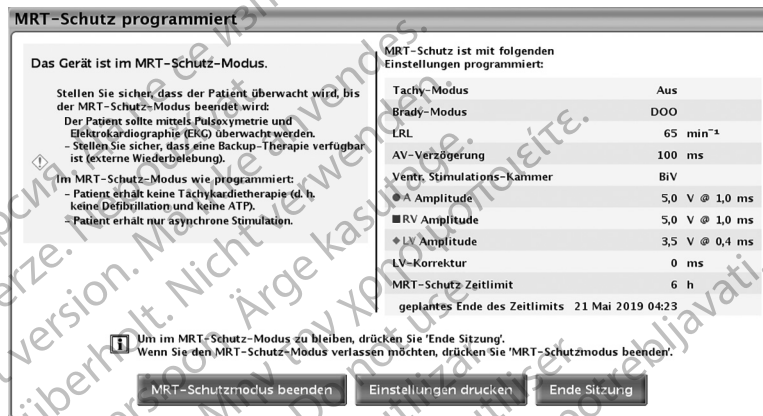 MRT-Schutz programmiert
Das Gerät ist im MRT-Schutz-Modus.
Stellen Sie sicher, dass der Patient überwacht wird, bis
der MRT-Schutz-Modus beendet wird:
Der Patient sollte mittels Pulsoxymetrie und
Elektrokardiographie (EKG) überwacht werden.
- Stellen Sie sicher, dass eine Backup-Therapie verfügbar
ist (externe Wiederbelebung).
Im MRT-Schutz-Modus wie programmiert:
- Patient erhält keine Tachykardietherapie (d. h.
keine Defibrillation und keine ATP).
- Patient erhält nur asynchrone Stimulation.
MRT-Schutz ist mit folgenden
Einstellungen programmiert:
Tachy-Modus Aus
Brady-Modus DOO
LRL 65 min⁻¹
AV-Verzögerung 100 ms
Ventr. Stimulations-Kammer BiV
A Amplitude 5,0 V @ 1,0 ms
RV Amplitude 5,0 V @ 1,0 ms
LV Amplitude 3,5 V @ 0,4 ms
LV-Korrektur 0 ms
MRT-Schutz Zeitlimit 6 h
geplantes Ende des Zeitlimits 21 Mai 2019 04:23
Um im MRT-Schutz-Modus zu bleiben, drücken Sie 'Ende Sitzung'.
Wenn Sie den MRT-Schutz-Modus verlassen möchten, drücken Sie 'MRT-Schutzmodus beenden'.
MRT-Schutzmodus beenden Einstellungen drucken Ende Sitzung